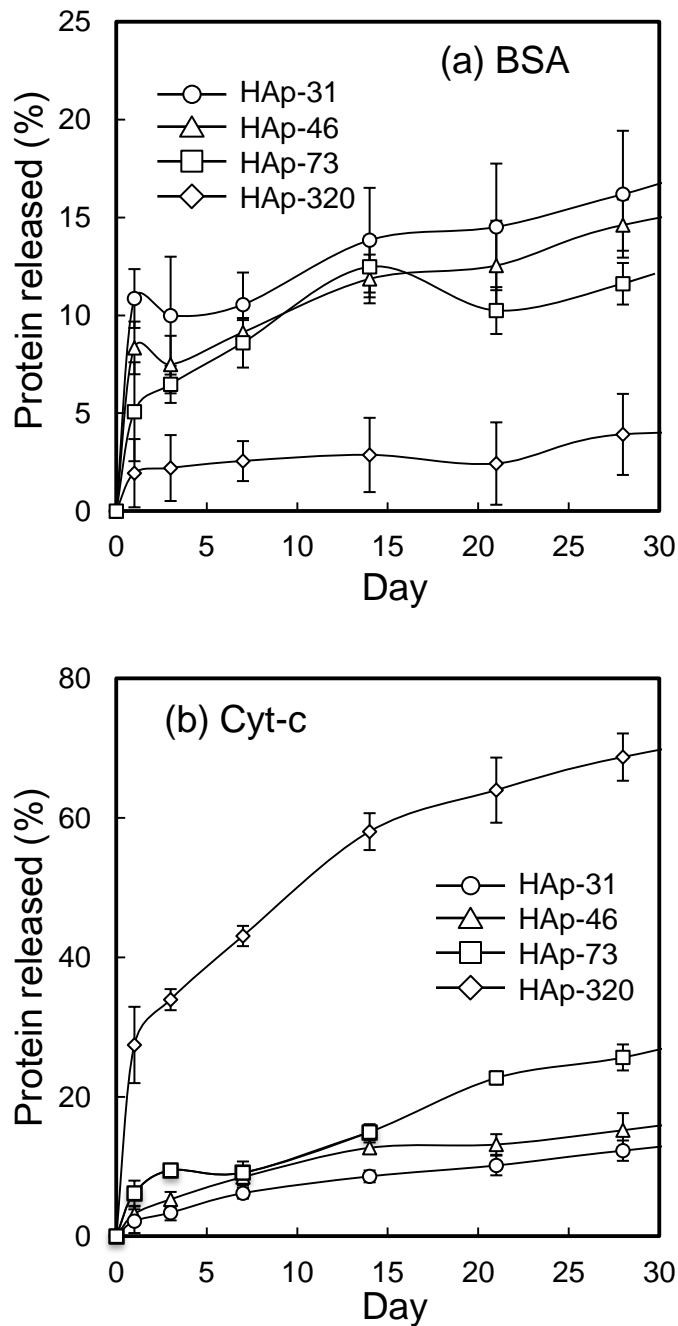 (a) BSA
HAp-31
HAp-46
HAp-73
HAp-320
Protein released (%)
25
20
15
10
5
0
0 5 10 15 20 25 30
Day
(b) Cyt-c
HAp-31
HAp-46
HAp-73
HAp-320
Protein released (%)
80
60
40
20
0
0 5 10 15 20 25 30
Day